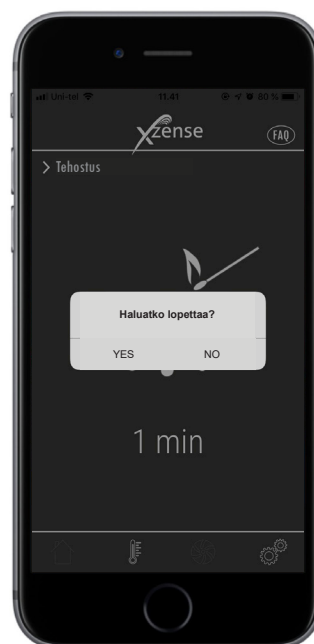 Uni-tel 11.41 80 %
xzense FAQ
> Tehostus
Haluatko lopettaa?
YES NO
1 min